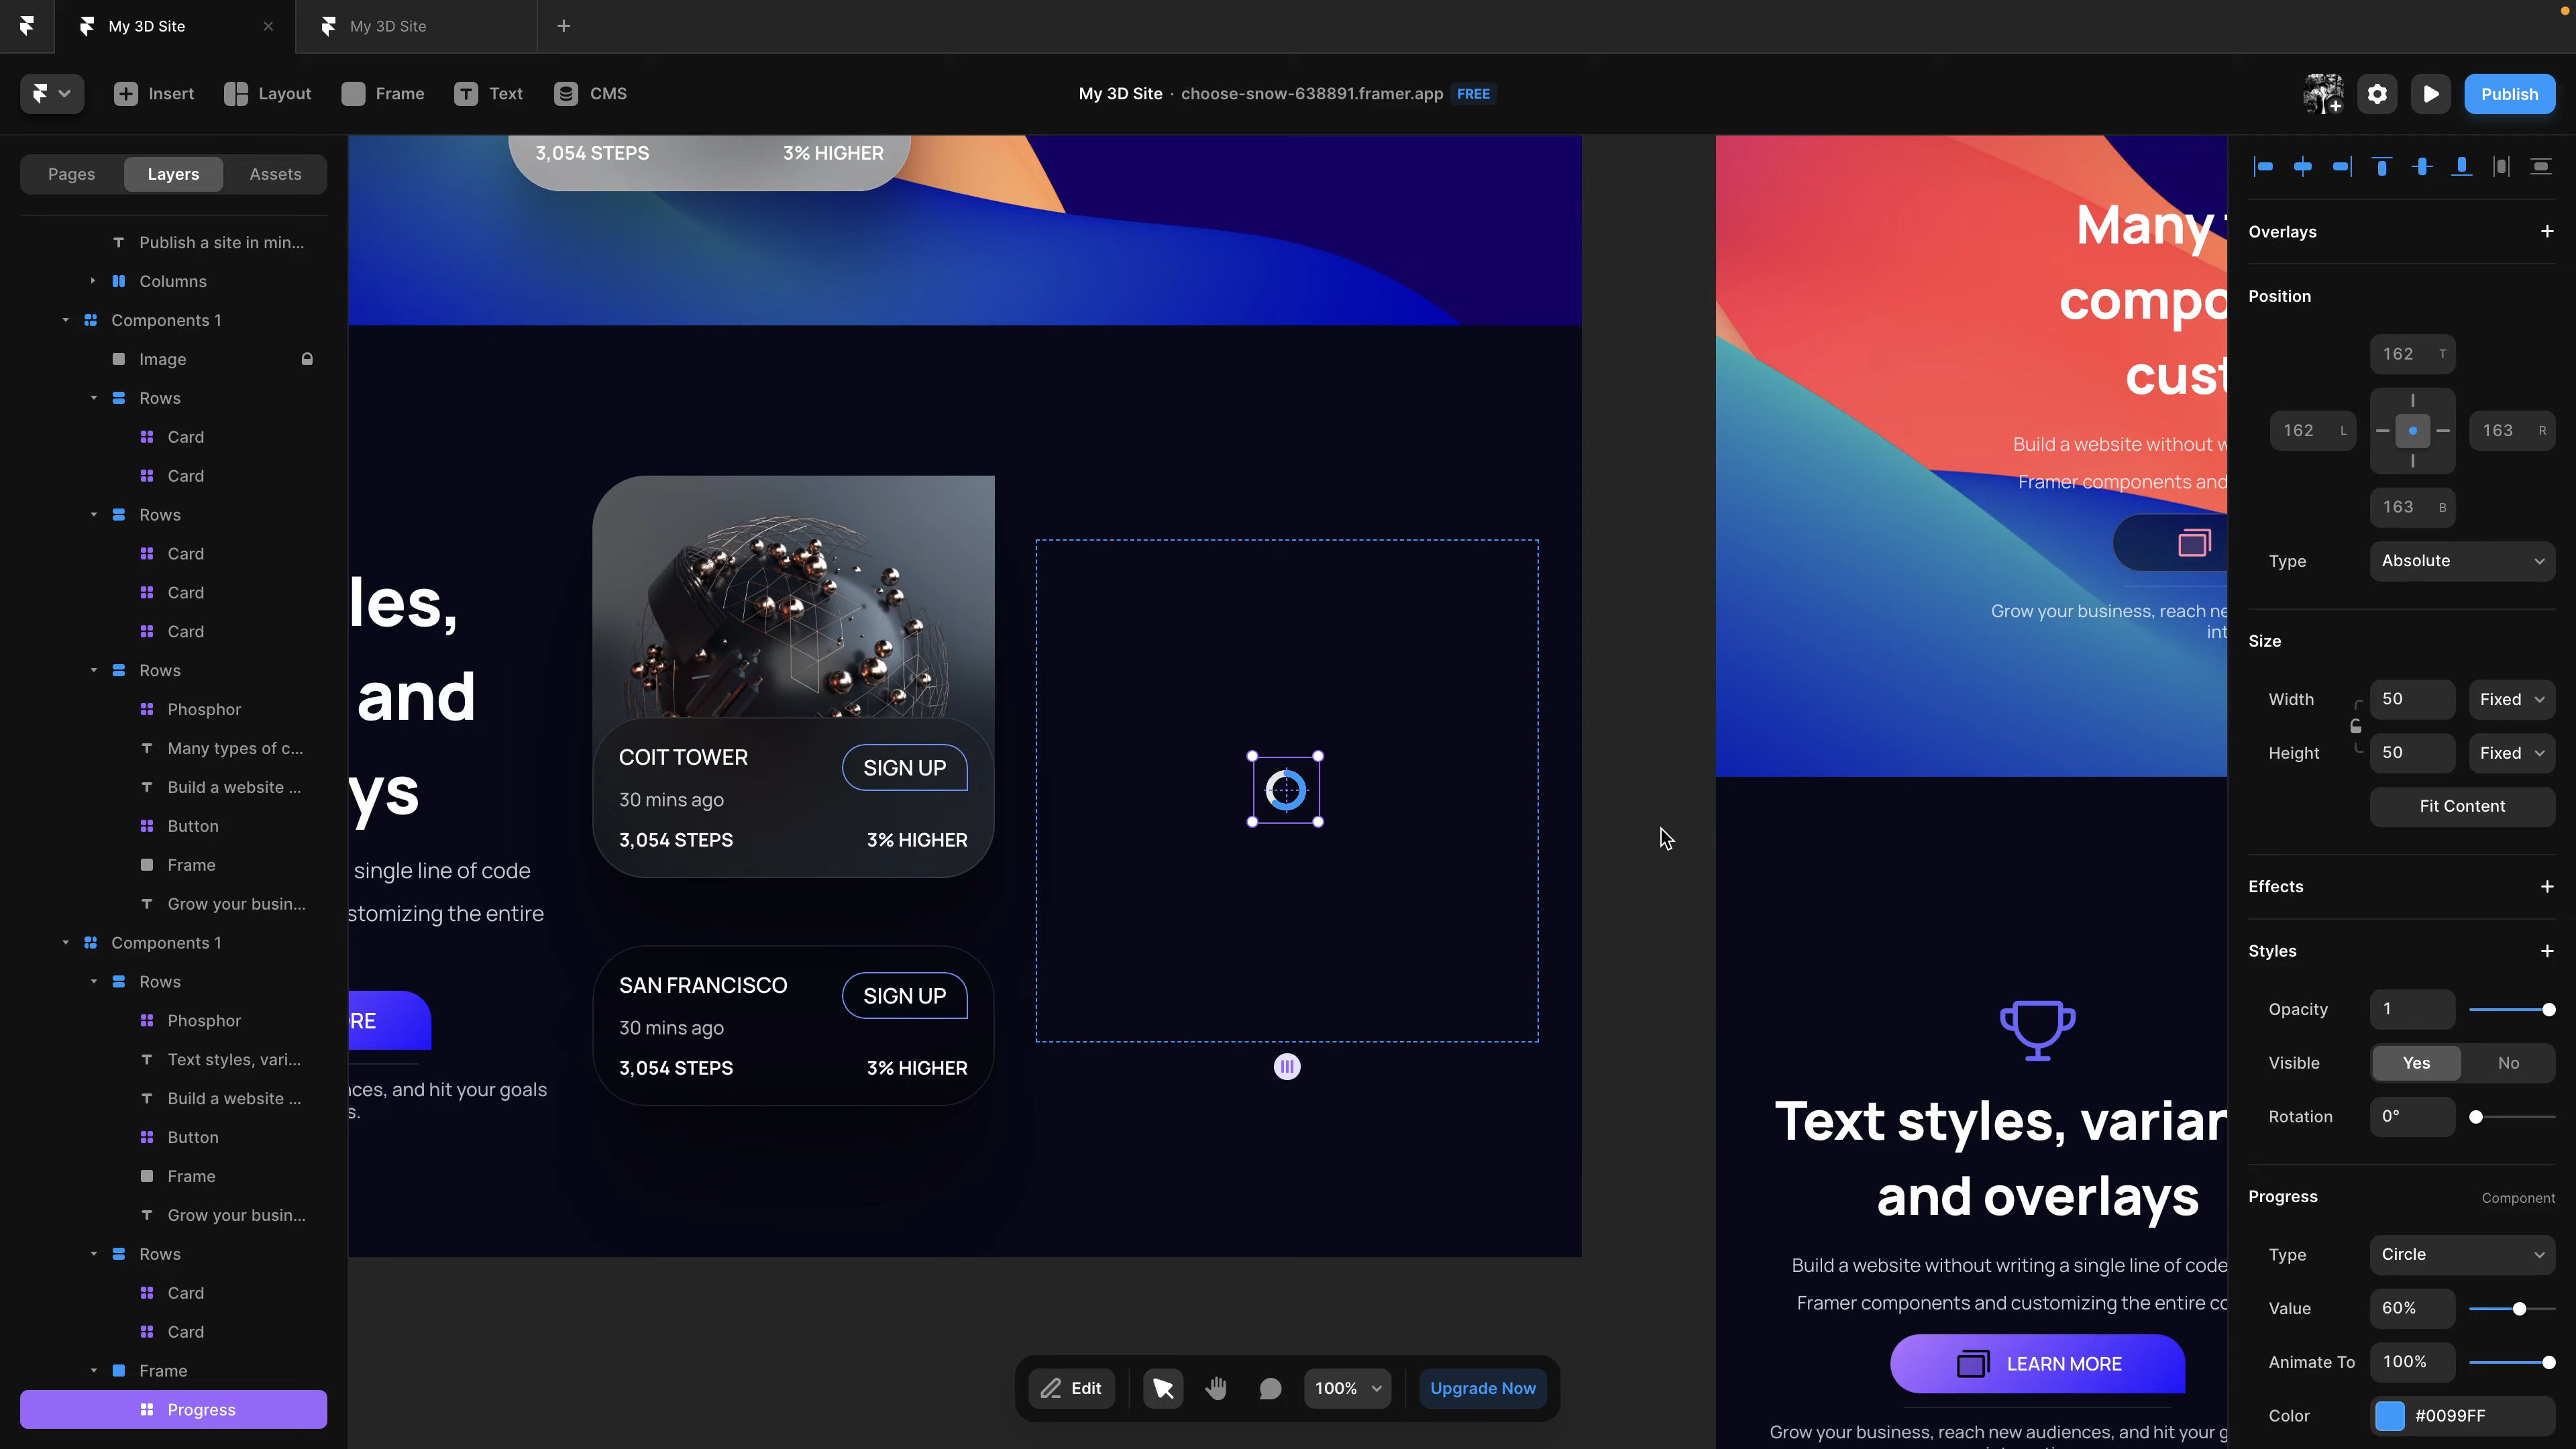 My 3D Site
My 3D Site
Insert
Layout
Frame
Text
CMS
My 3D Site · choose-snow-638891.framer.app FREE
Publish
Pages
Layers
Assets
Publish a site in min...
Columns
Components 1
Image
Rows
Card
Card
Rows
Card
Card
Card
Rows
Phosphor
Many types of c...
Build a website ...
Button
Frame
Grow your busin...
Components 1
Rows
Phosphor
Text styles, vari...
Build a website ...
Button
Frame
Grow your busin...
Rows
Card
Card
Frame
Progress
3,054 STEPS
3% HIGHER
les,
and
ys
single line of code
stomizing the entire
RE
nces, and hit your goals
s.
COIT TOWER
SIGN UP
30 mins ago
3,054 STEPS
3% HIGHER
SAN FRANCISCO
SIGN UP
30 mins ago
3,054 STEPS
3% HIGHER
Edit
100%
Upgrade Now
Many
compo
cust
Build a website without w
Framer components and
Grow your business, reach ne
int
Text styles, varian
and overlays
Build a website without writing a single line of code
Framer components and customizing the entire co
LEARN MORE
Grow your business, reach new audiences, and hit your g
Overlays
Position
162 T
162 L
163 R
163 B
Type
Absolute
Size
Width
50
Fixed
Height
50
Fixed
Fit Content
Effects
Styles
Opacity
1
Visible
Yes
No
Rotation
0°
Progress
Component
Type
Circle
Value
60%
Animate To
100%
Color
#0099FF